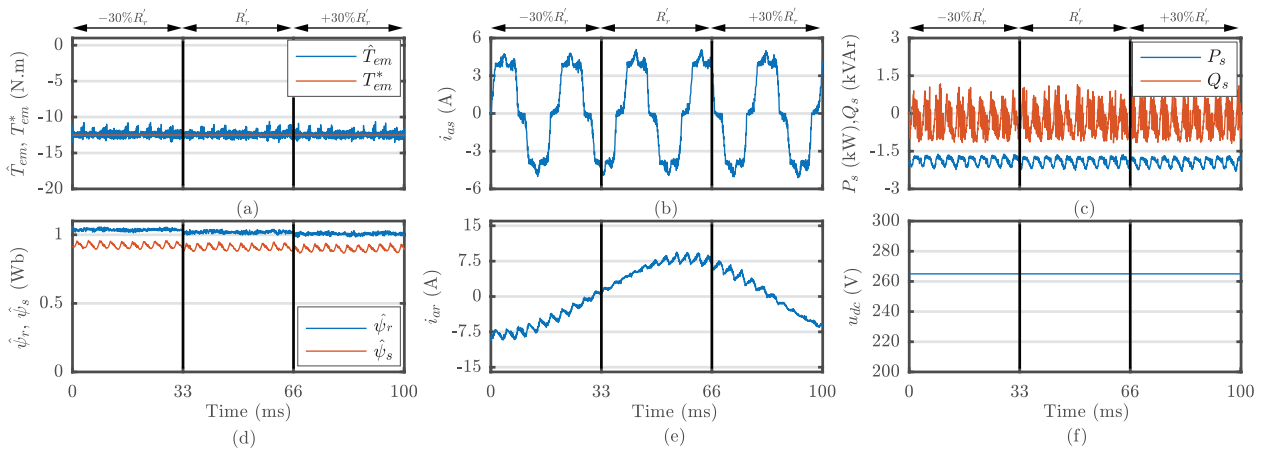 −30%R′r R′r +30%R′r
T̂em, T*em (N.m)
1
-5
-10
-15
-20
T̂em
T*em
(a)
−30%R′r R′r +30%R′r
ias (A)
6
3
0
-3
-6
(b)
−30%R′r R′r +30%R′r
Ps (kW),Qs (kVAr)
3
1.5
0
-1.5
-3
Ps
Qs
(c)
ψ̂r, ψ̂s (Wb)
1
0.5
0
ψ̂r
ψ̂s
0 33 66 100
Time (ms)
(d)
iar (A)
15
7.5
0
-7.5
-15
0 33 66 100
Time (ms)
(e)
udc (V)
300
280
260
240
220
200
0 33 66 100
Time (ms)
(f)